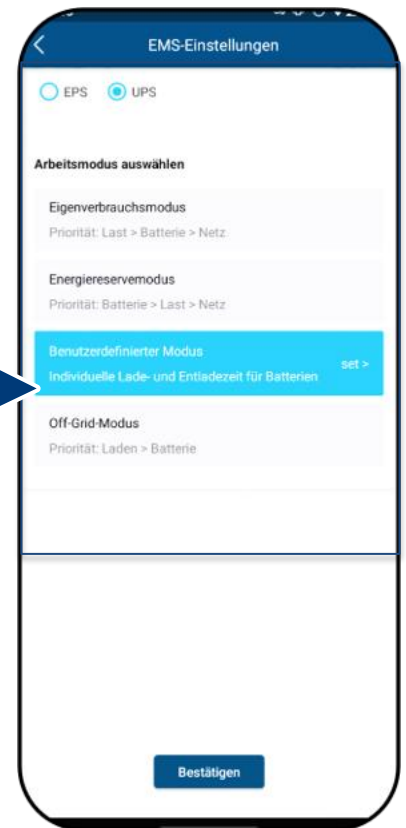 EMS-Einstellungen
EPS UPS
Arbeitsmodus auswählen
Eigenverbrauchsmodus
Priorität: Last > Batterie > Netz
Energiereservemodus
Priorität: Batterie > Last > Netz
Benutzerdefinierter Modus
set >
Individuelle Lade- und Entladezeit für Batterien
Off-Grid-Modus
Priorität: Laden > Batterie
Bestätigen